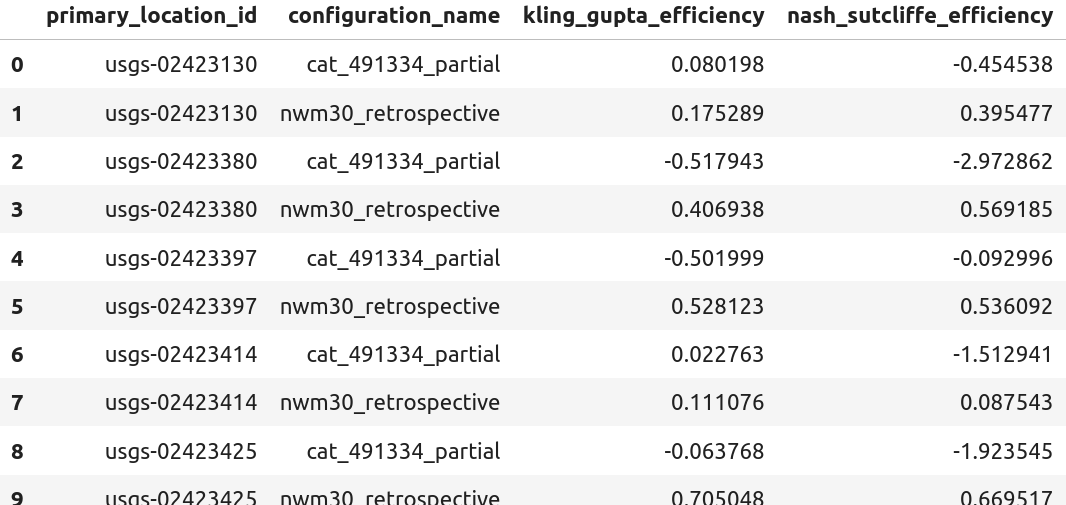 primary_location_id configuration_name kling_gupta_efficiency nash_sutcliffe_efficiency
0 usgs-02423130 cat_491334_partial 0.080198 -0.454538
1 usgs-02423130 nwm30_retrospective 0.175289 0.395477
2 usgs-02423380 cat_491334_partial -0.517943 -2.972862
3 usgs-02423380 nwm30_retrospective 0.406938 0.569185
4 usgs-02423397 cat_491334_partial -0.501999 -0.092996
5 usgs-02423397 nwm30_retrospective 0.528123 0.536092
6 usgs-02423414 cat_491334_partial 0.022763 -1.512941
7 usgs-02423414 nwm30_retrospective 0.111076 0.087543
8 usgs-02423425 cat_491334_partial -0.063768 -1.923545
9 usgs-02423425 nwm30_retrospective 0.705048 0.669517